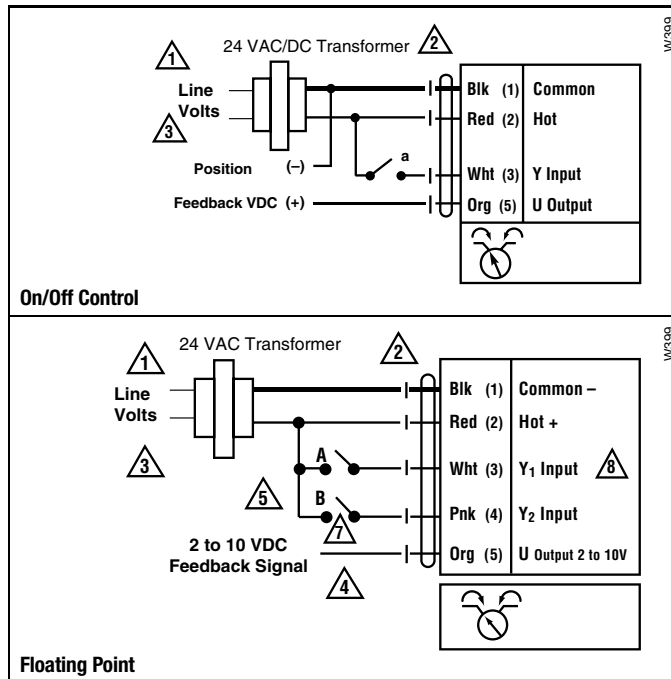 W399
24 VAC/DC Transformer
2
1
Line
Volts
3
Blk (1) Common
Red (2) Hot
a
Position (–)
Wht (3) Y Input
Feedback VDC (+)
Org (5) U Output
On/Off Control
W399
24 VAC Transformer
2
1
Line
Volts
3
Blk (1) Common –
Red (2) Hot +
A
Wht (3) Y1 Input
8
5
B
Pnk (4) Y2 Input
7
2 to 10 VDC
Feedback Signal
4
Org (5) U Output 2 to 10V
Floating Point